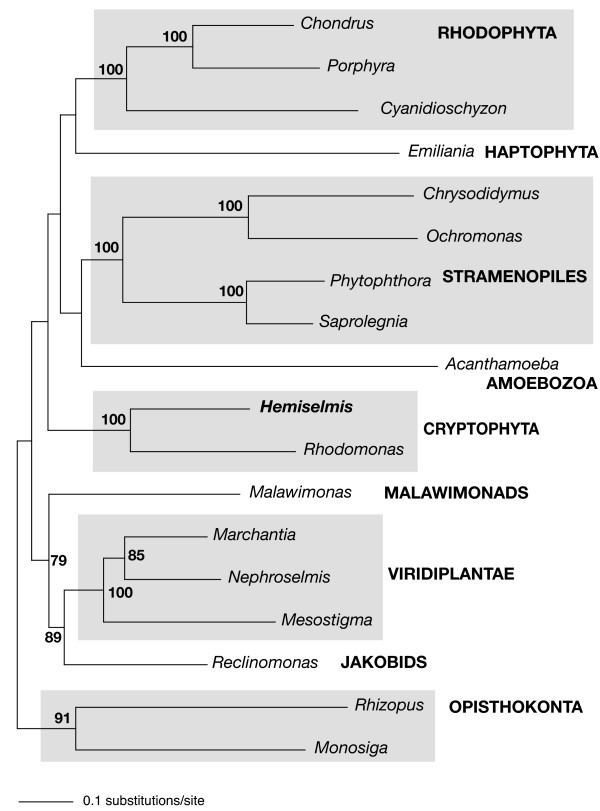 Chondrus
100 RHODOPHYTA
Porphyra
100
Cyanidioschyzon
Emiliania HAPTOPHYTA
Chrysodidymus
100
Ochromonas
100
Phytophthora STRAMENOPILES
100
Saprolegnia
Acanthamoeba
AMOEBOZOA
Hemiselmis
100 CRYPTOPHYTA
Rhodomonas
Malawimonas MALAWIMONADS
Marchantia
85
79
Nephroselmis VIRIDIPLANTAE
100
Mesostigma
89
Reclinomonas JAKOBIDS
Rhizopus OPISTHOKONTA
91
Monosiga
0.1 substitutions/site